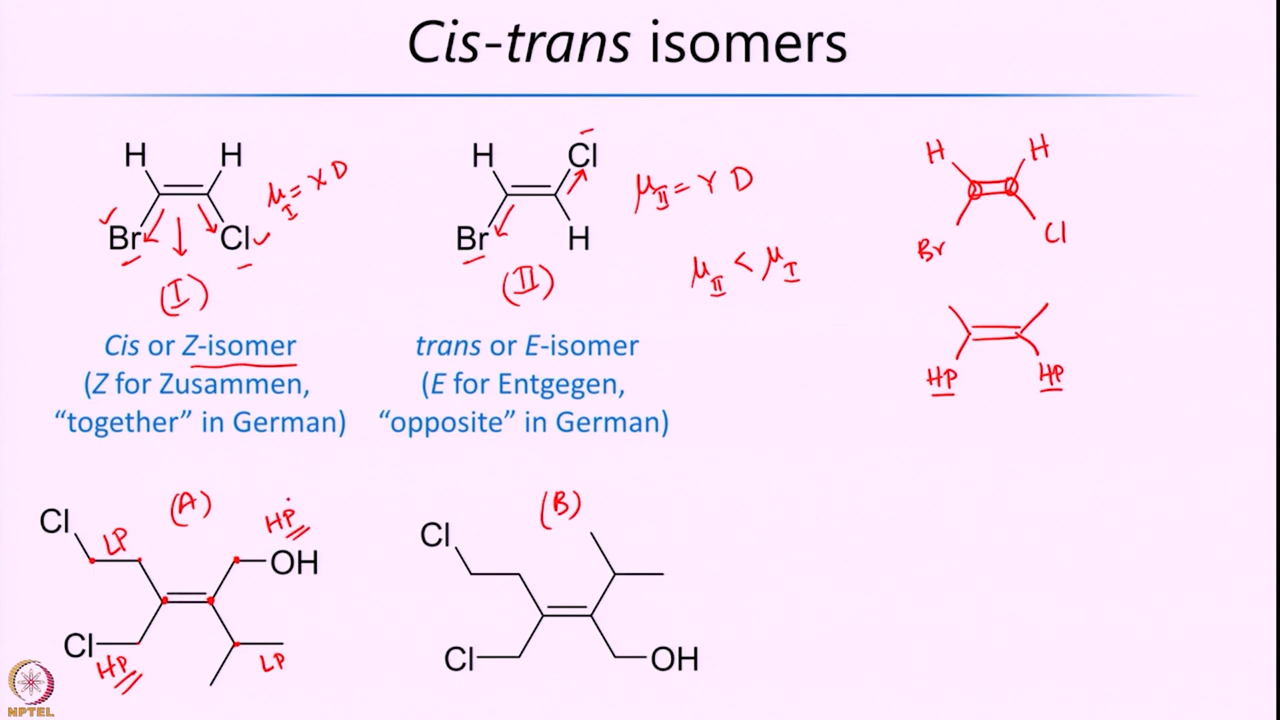 Cis-trans isomers
H H
Br Cl
μI = X D
(I)
H Cl
Br H
μII = Y D
(II)
μII < μI
H H
Br Cl
HP HP
Cis or Z-isomer
(Z for Zusammen,
“together” in German)
trans or E-isomer
(E for Entgegen,
“opposite” in German)
(A)
Cl
LP
HP
OH
Cl
HP
LP
(B)
Cl
Cl
OH
NPTEL